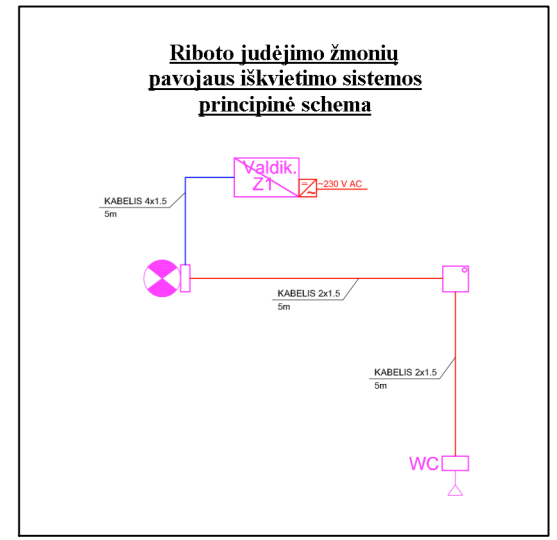 Riboto judėjimo žmonių
pavojaus iškvietimo sistemos
principinė schema
Valdik.
Z1
~230 V AC
KABELIS 4x1.5
5m
KABELIS 2x1.5
5m
KABELIS 2x1.5
5m
WC